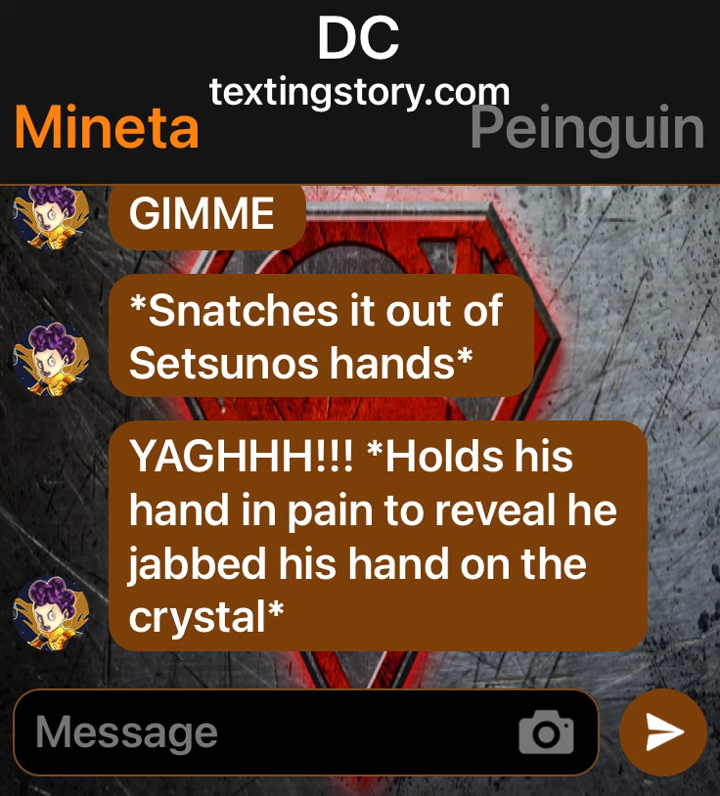 DC
textingstory.com
Mineta
Peinguin
GIMME
*Snatches it out of
Setsunos hands*
YAGHHH!!! *Holds his
hand in pain to reveal he
jabbed his hand on the
crystal*
Message